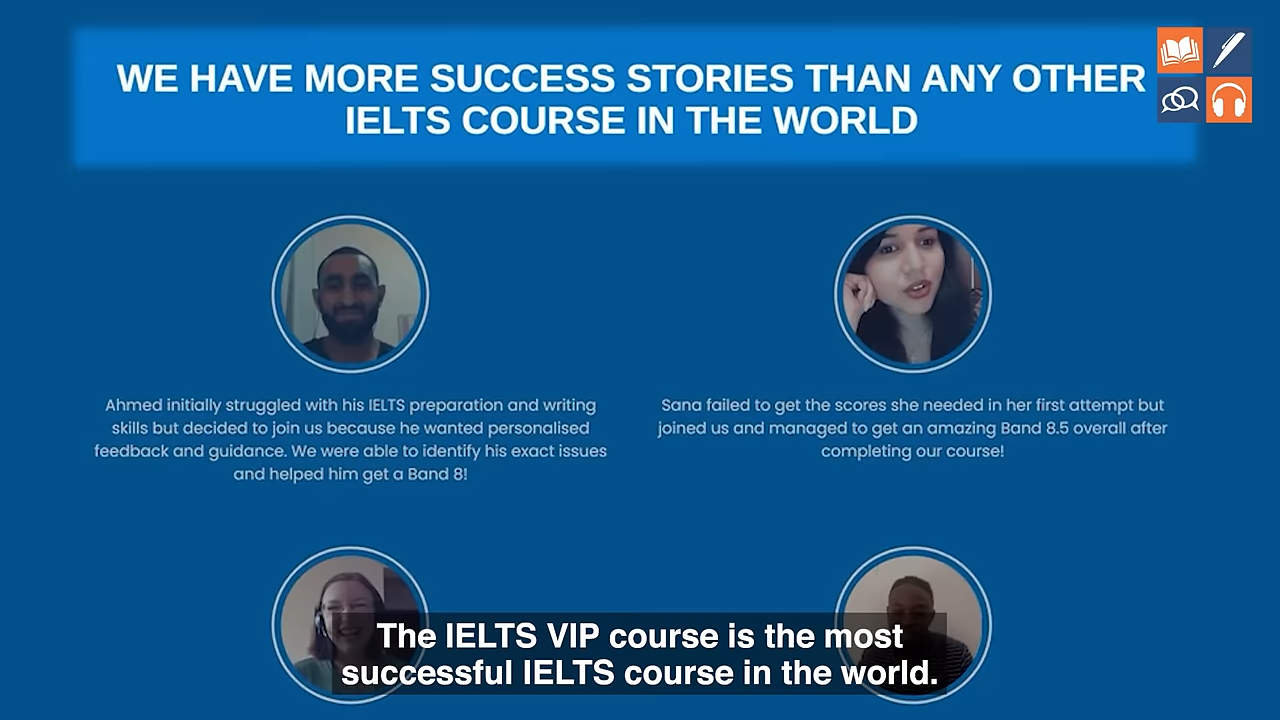 WE HAVE MORE SUCCESS STORIES THAN ANY OTHER
IELTS COURSE IN THE WORLD
Ahmed initially struggled with his IELTS preparation and writing
skills but decided to join us because he wanted personalised
feedback and guidance. We were able to identify his exact issues
and helped him get a Band 8!
Sana failed to get the scores she needed in her first attempt but
joined us and managed to get an amazing Band 8.5 overall after
completing our course!
The IELTS VIP course is the most
successful IELTS course in the world.